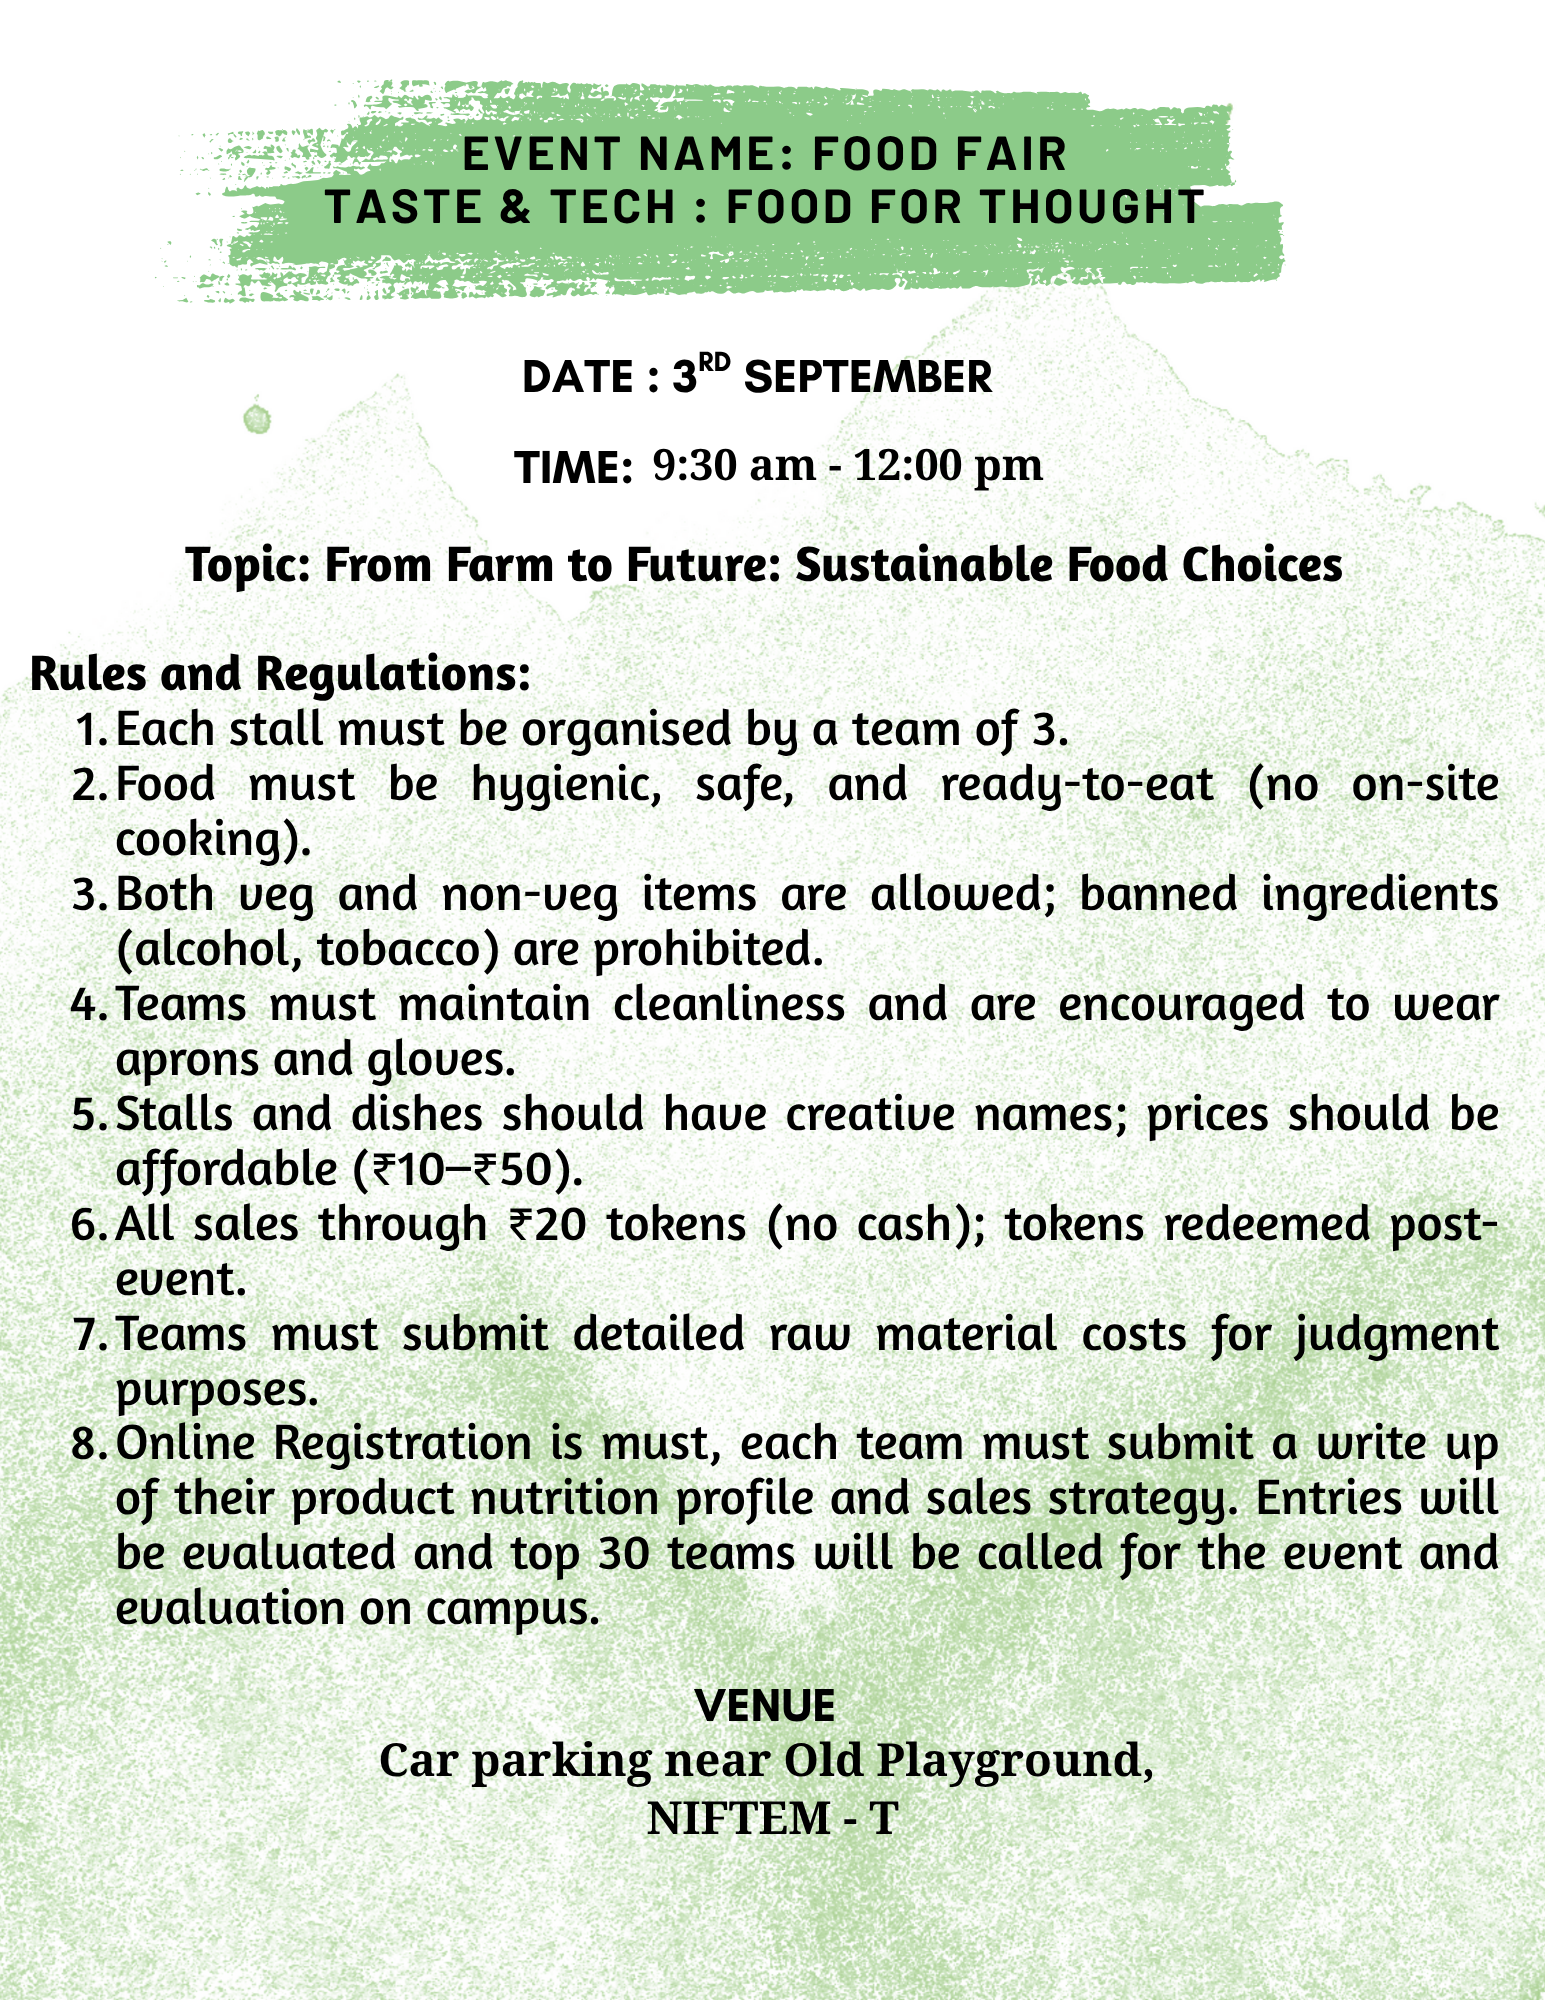 EVENT NAME: FOOD FAIR
TASTE & TECH : FOOD FOR THOUGHT
DATE : 3RD SEPTEMBER
TIME: 9:30 am - 12:00 pm
Topic: From Farm to Future: Sustainable Food Choices
Rules and Regulations:
1. Each stall must be organised by a team of 3.
2. Food must be hygienic, safe, and ready-to-eat (no on-site
cooking).
3. Both veg and non-veg items are allowed; banned ingredients
(alcohol, tobacco) are prohibited.
4. Teams must maintain cleanliness and are encouraged to wear
aprons and gloves.
5. Stalls and dishes should have creative names; prices should be
affordable (₹10–₹50).
6. All sales through ₹20 tokens (no cash); tokens redeemed post-
event.
7. Teams must submit detailed raw material costs for judgment
purposes.
8. Online Registration is must, each team must submit a write up
of their product nutrition profile and sales strategy. Entries will
be evaluated and top 30 teams will be called for the event and
evaluation on campus.
VENUE
Car parking near Old Playground,
NIFTEM - T